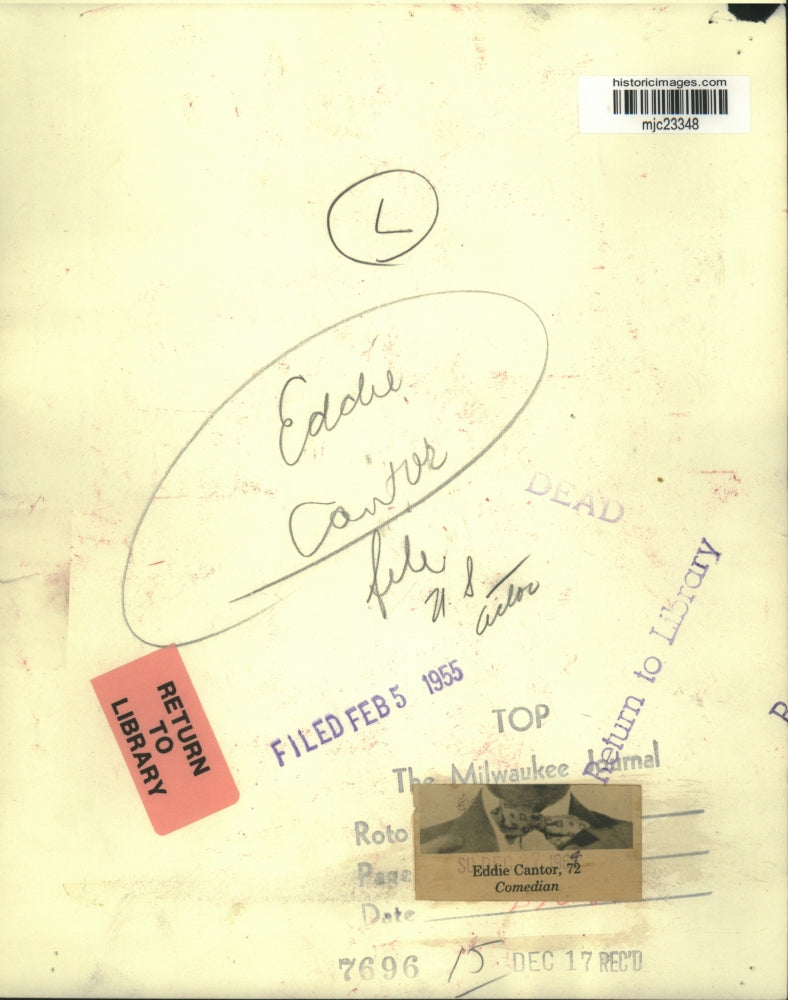 historicimages.com
mjc23348
L
Eddie
Cantor
file
U S
actor
DEAD
Return to Library
RETURN
TO
LIBRARY
FILED FEB 5 1955
TOP
The Milwaukee Journal
Roto
Page
Eddie Cantor, 72
Comedian
Date
7696
15
DEC 17 REC'D